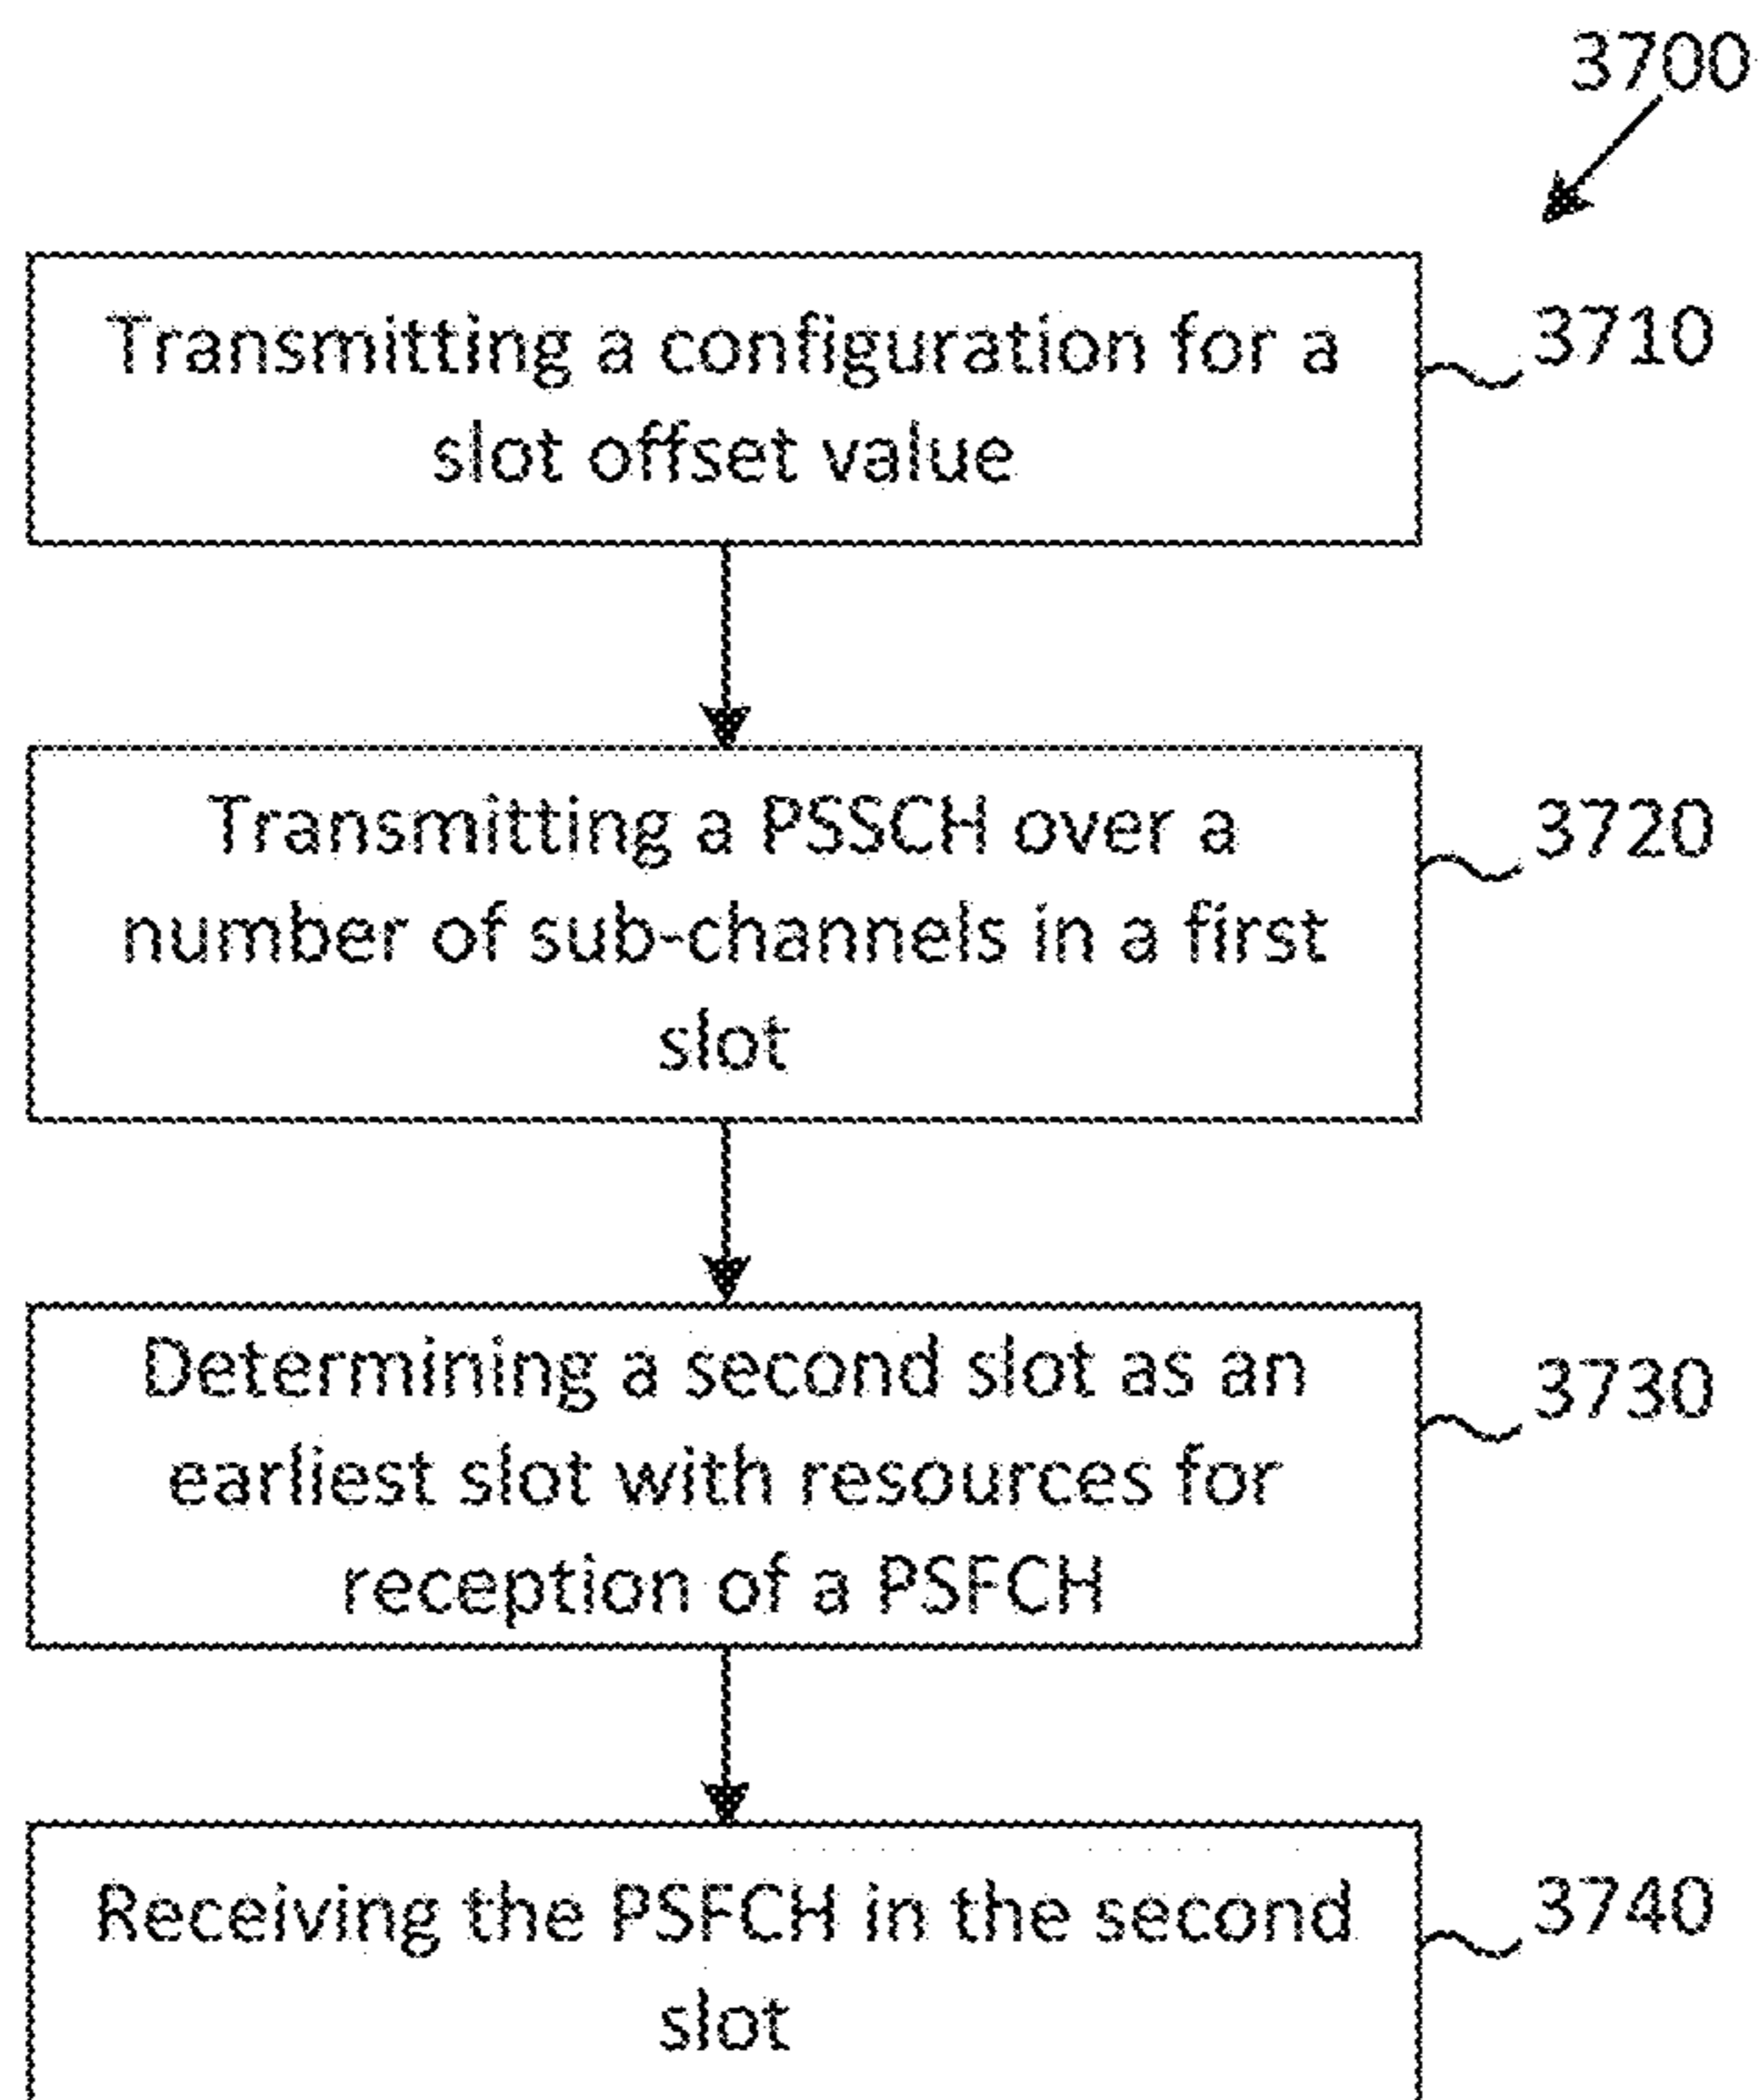 3700
Transmitting a configuration for a
slot offset value
3710
Transmitting a PSSCH over a
number of sub-channels in a first
slot
3720
Determining a second slot as an
earliest slot with resources for
reception of a PSFCH
3730
Receiving the PSFCH in the second
slot
3740